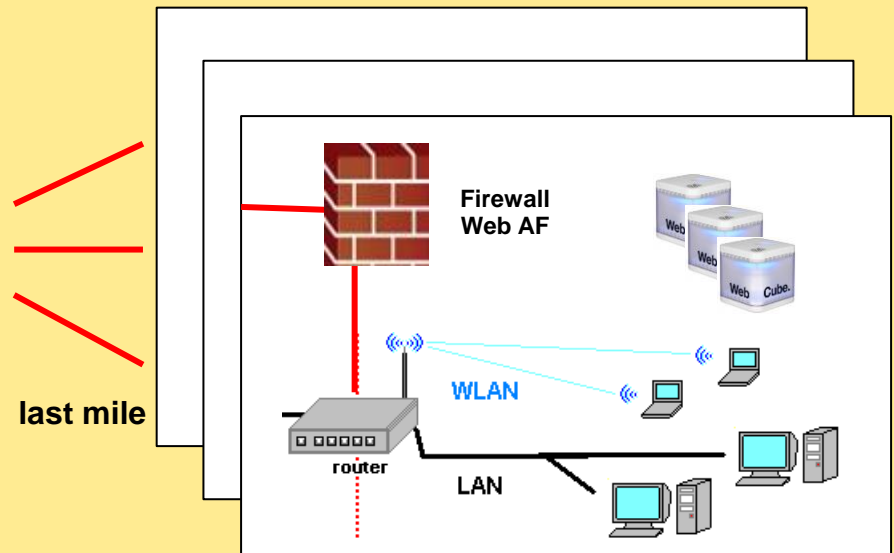 Firewall
Web AF
Web
Web
Web Cube.
WLAN
last mile
router
LAN